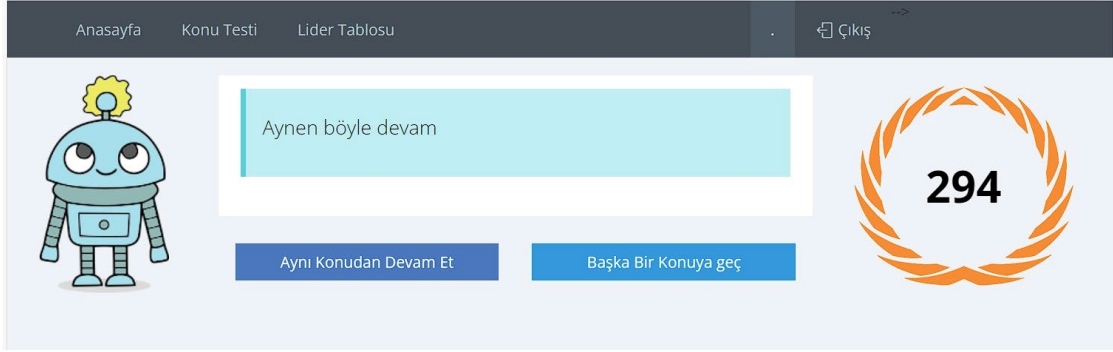 Anasayfa Konu Testi Lider Tablosu . Çıkış -->
Aynen böyle devam
294
Aynı Konudan Devam Et Başka Bir Konuya geç